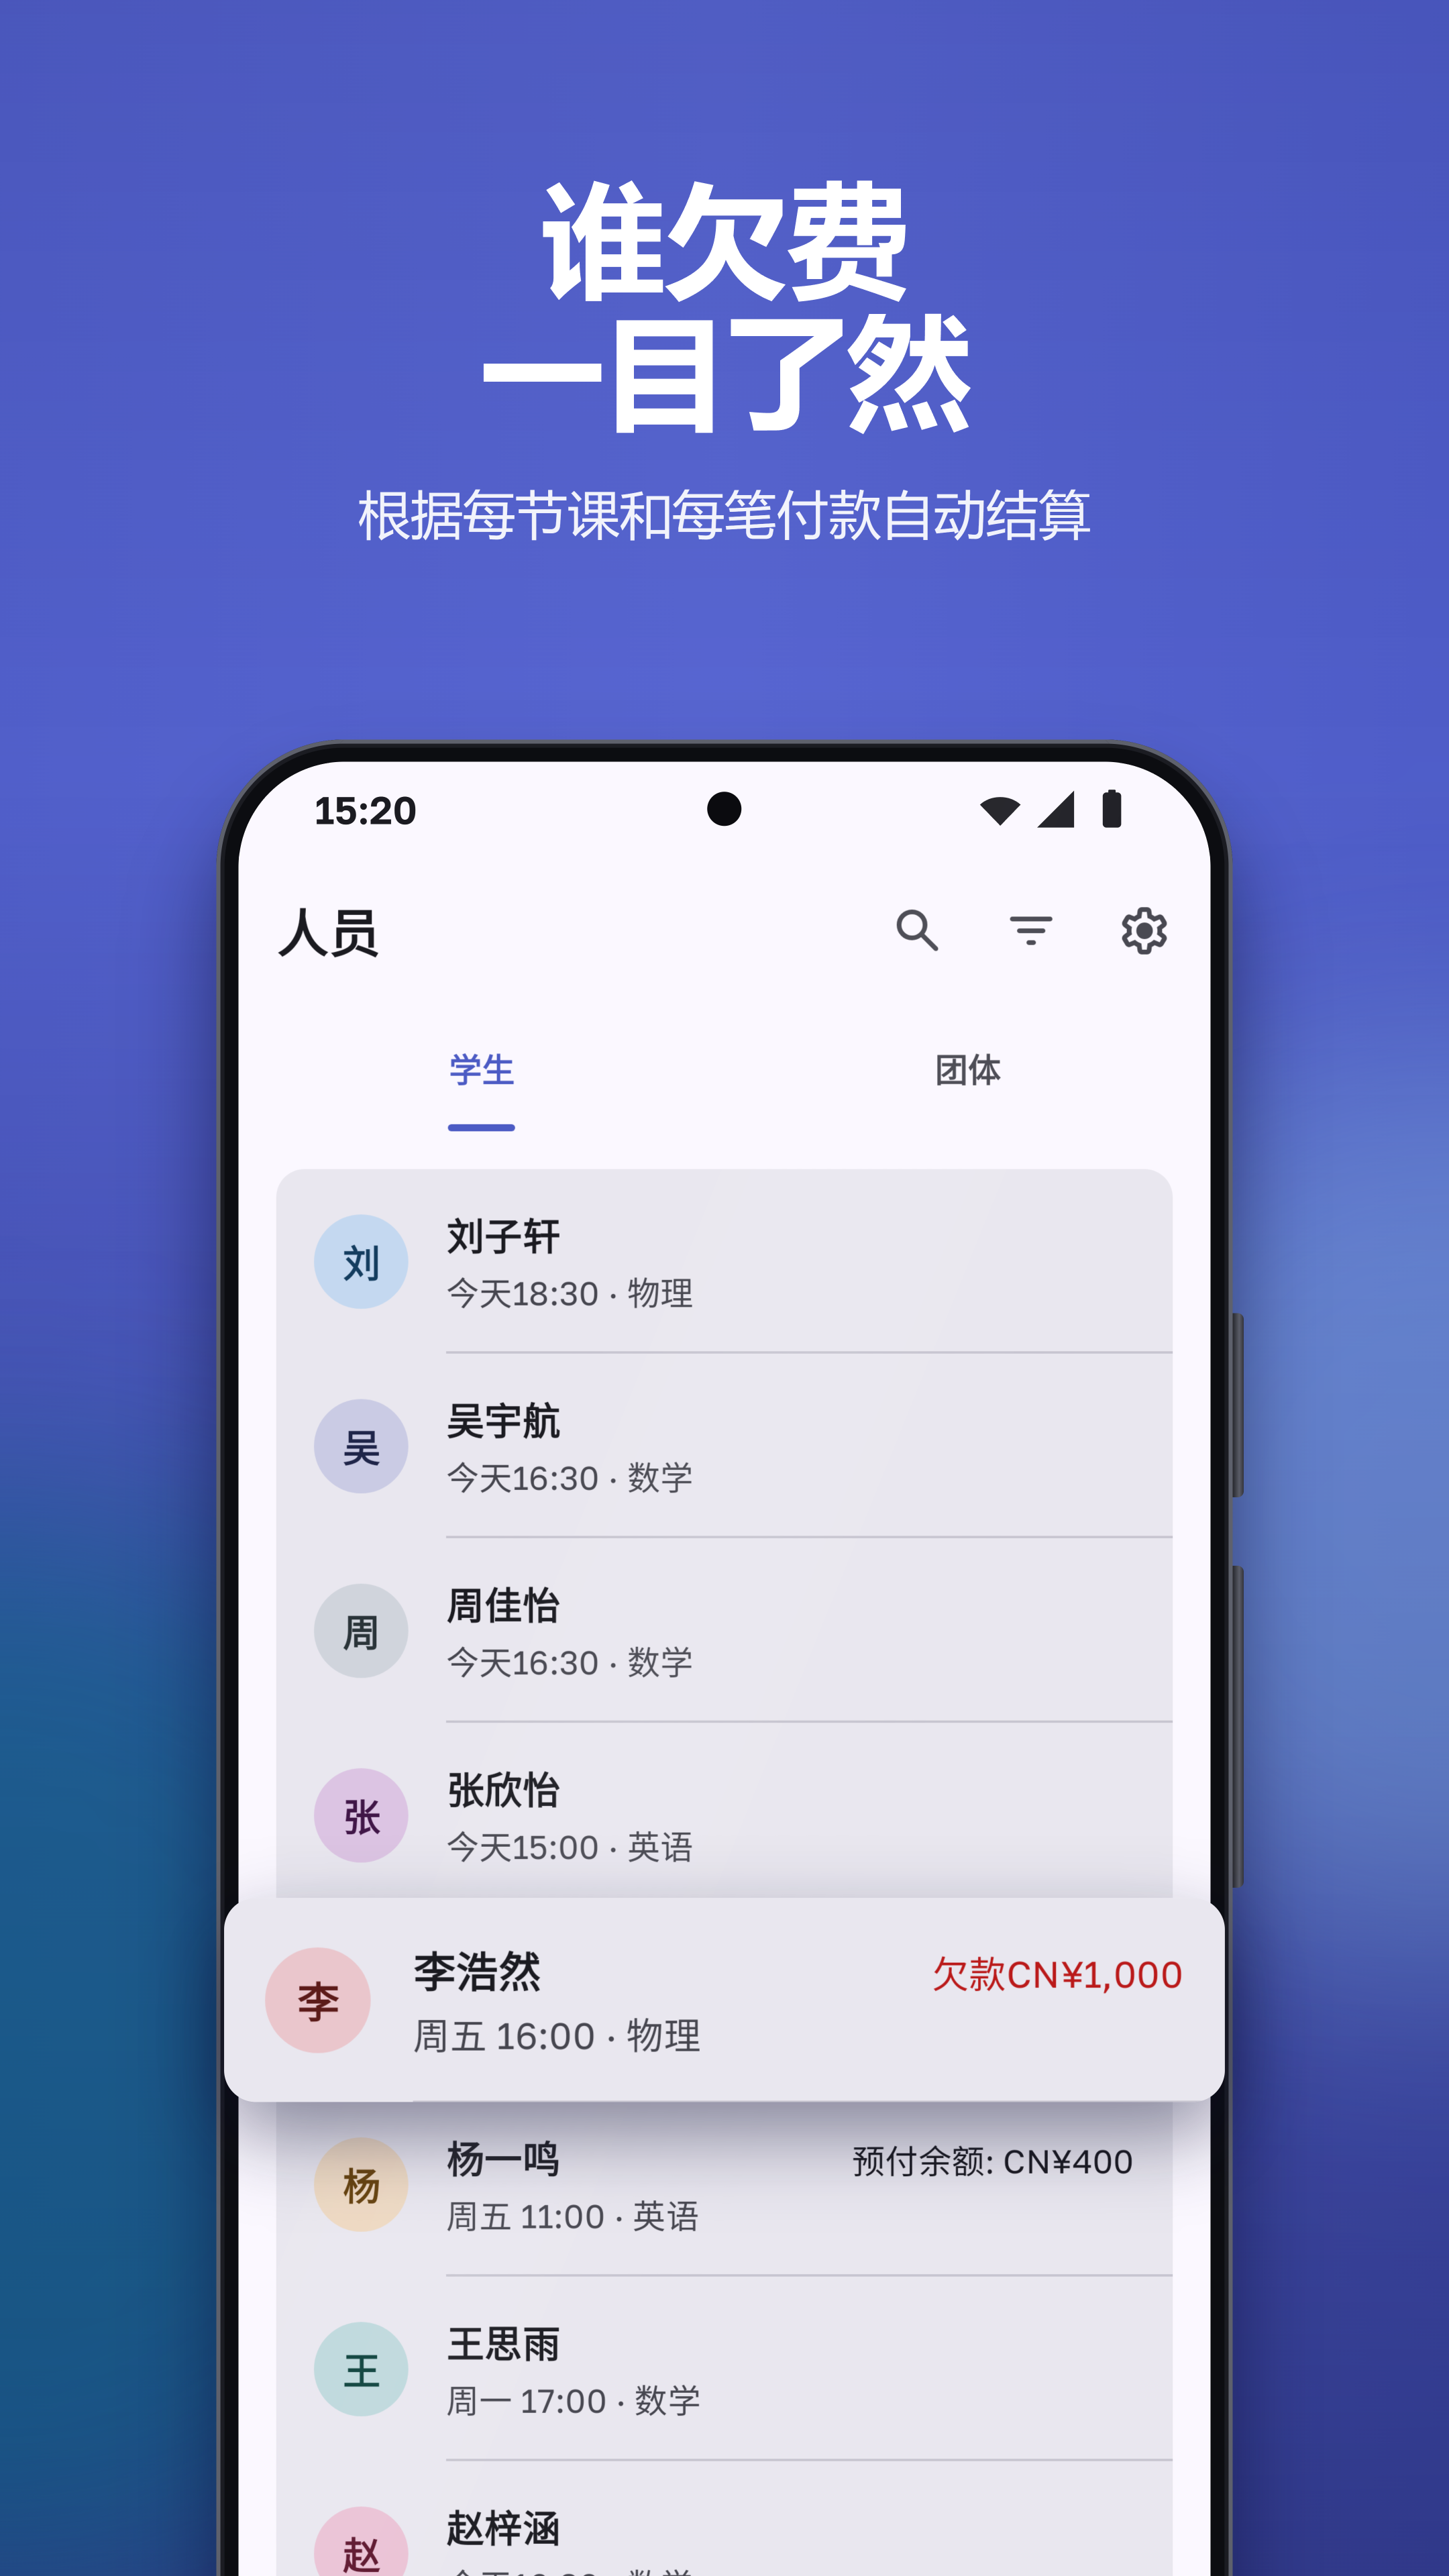 谁欠费
一目了然
根据每节课和每笔付款自动结算
15:20
人员
学生
团体
刘
刘子轩
今天18:30 · 物理
吴
吴宇航
今天16:30 · 数学
周
周佳怡
今天16:30 · 数学
张
张欣怡
今天15:00 · 英语
李
李浩然
欠款CN¥1,000
周五 16:00 · 物理
杨
杨一鸣
预付余额: CN¥400
周五 11:00 · 英语
王
王思雨
周一 17:00 · 数学
赵
赵梓涵